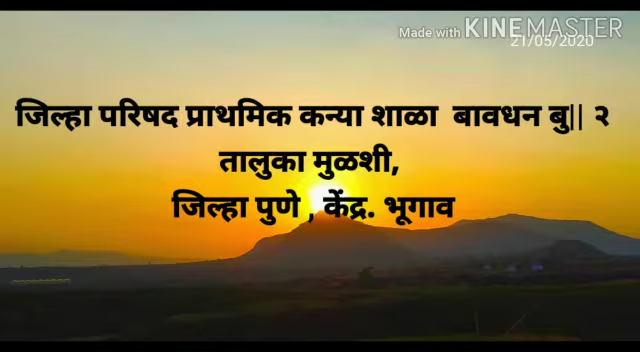 Made with KINEMASTER
21/05/2020
जिल्हा परिषद प्राथमिक कन्या शाळा बावधन बु|| २
तालुका मुळशी,
जिल्हा पुणे , केंद्र. भूगाव